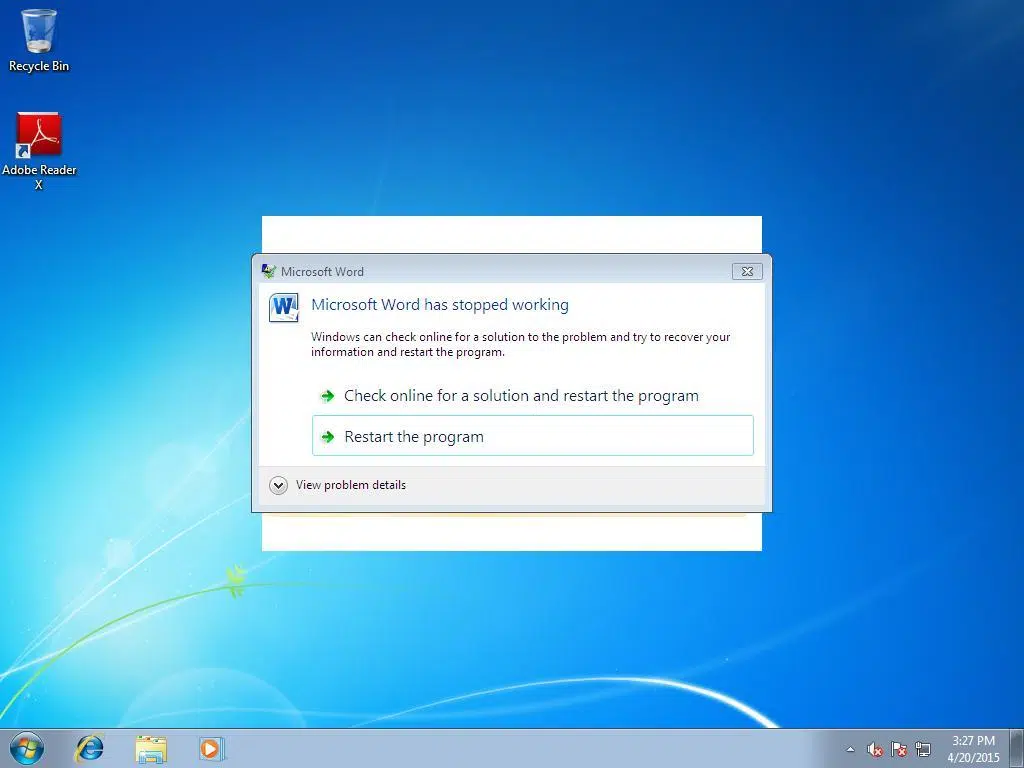 Recycle Bin
Adobe Reader
X
Microsoft Word
Microsoft Word has stopped working
Windows can check online for a solution to the problem and try to recover your
information and restart the program.
Check online for a solution and restart the program
Restart the program
View problem details
3:27 PM
4/20/2015